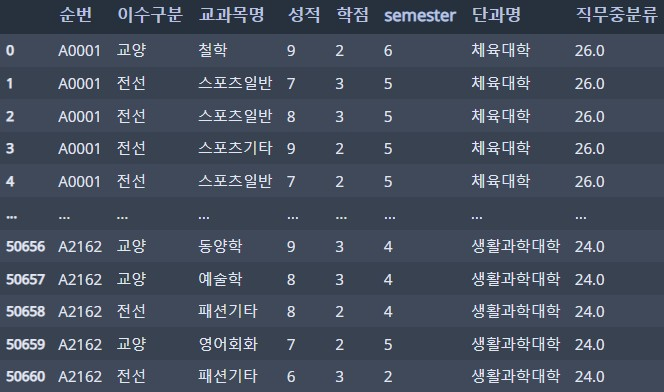 순번 이수구분 교과목명 성적 학점 semester 단과명 직무중분류
0 A0001 교양 철학 9 2 6 체육대학 26.0
1 A0001 전선 스포츠일반 7 3 5 체육대학 26.0
2 A0001 전선 스포츠일반 8 3 5 체육대학 26.0
3 A0001 전선 스포츠기타 9 2 5 체육대학 26.0
4 A0001 전선 스포츠일반 7 2 5 체육대학 26.0
... ... ... ... ... ... ... ... ...
50656 A2162 교양 동양학 9 3 4 생활과학대학 24.0
50657 A2162 교양 예술학 8 3 4 생활과학대학 24.0
50658 A2162 전선 패션기타 8 2 4 생활과학대학 24.0
50659 A2162 교양 영어회화 7 2 5 생활과학대학 24.0
50660 A2162 전선 패션기타 6 3 2 생활과학대학 24.0